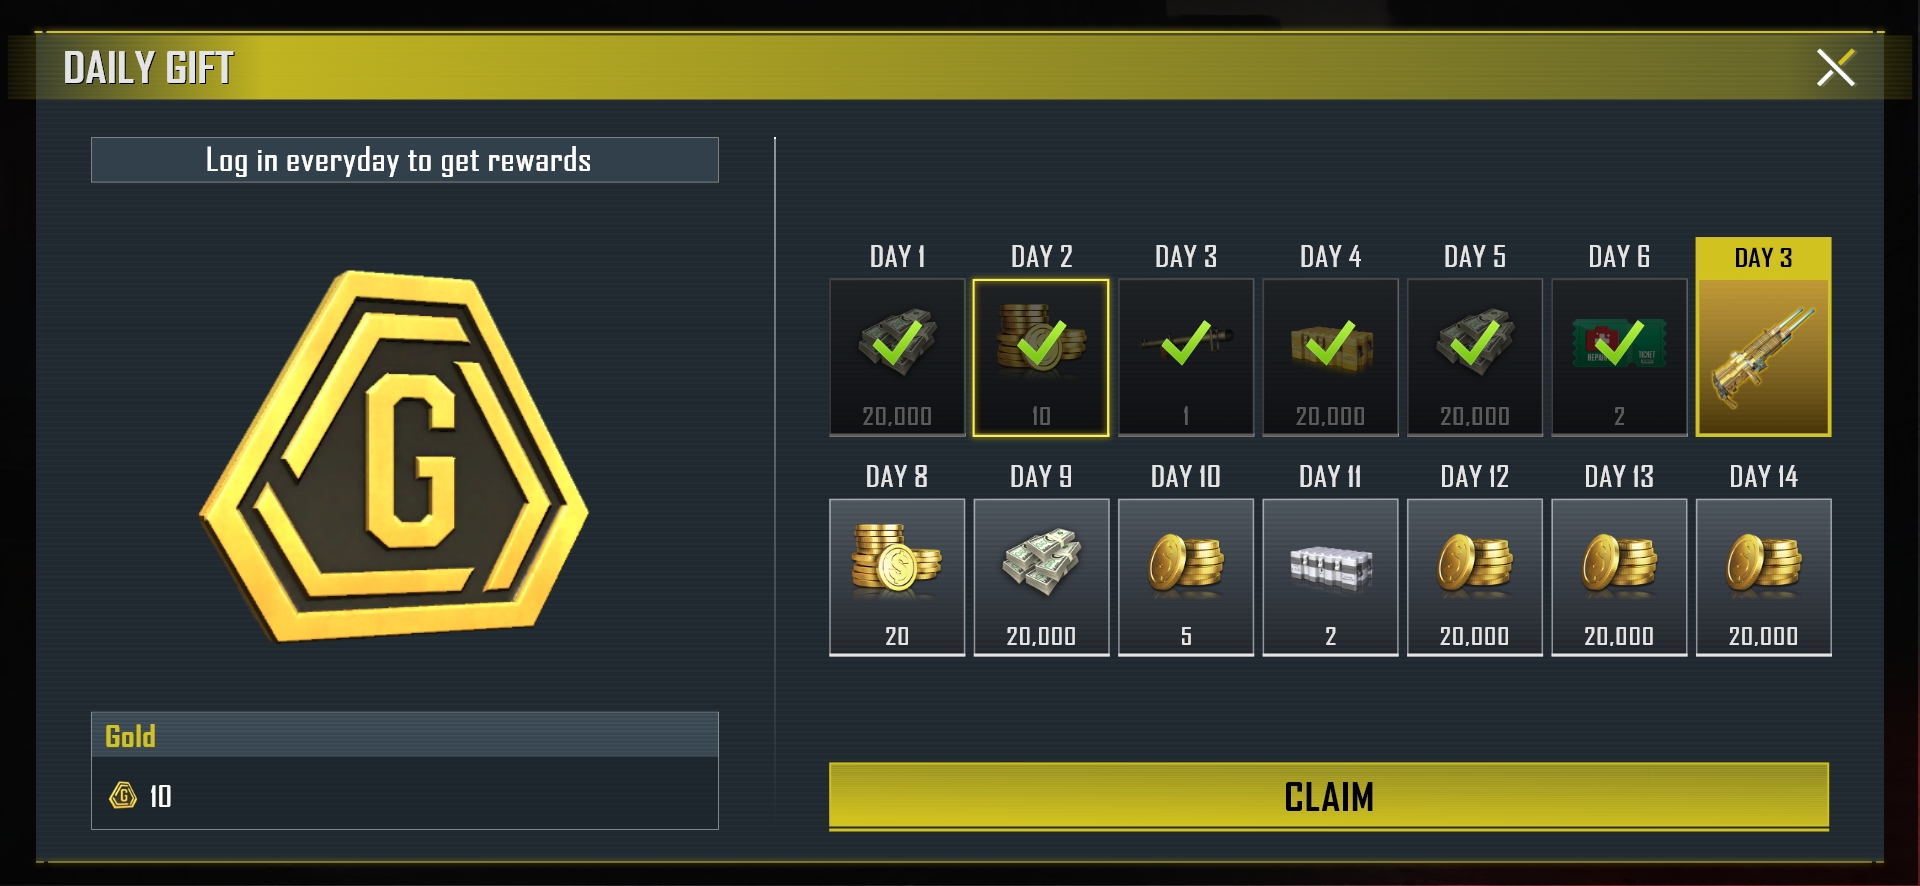 DAILY GIFT
Log in everyday to get rewards
G
Gold
G 10
DAY 1 DAY 2 DAY 3 DAY 4 DAY 5 DAY 6 DAY 3
REPAIR TICKET
20,000 10 1 20,000 20,000 2
DAY 8 DAY 9 DAY 10 DAY 11 DAY 12 DAY 13 DAY 14
20 20,000 5 2 20,000 20,000 20,000
CLAIM